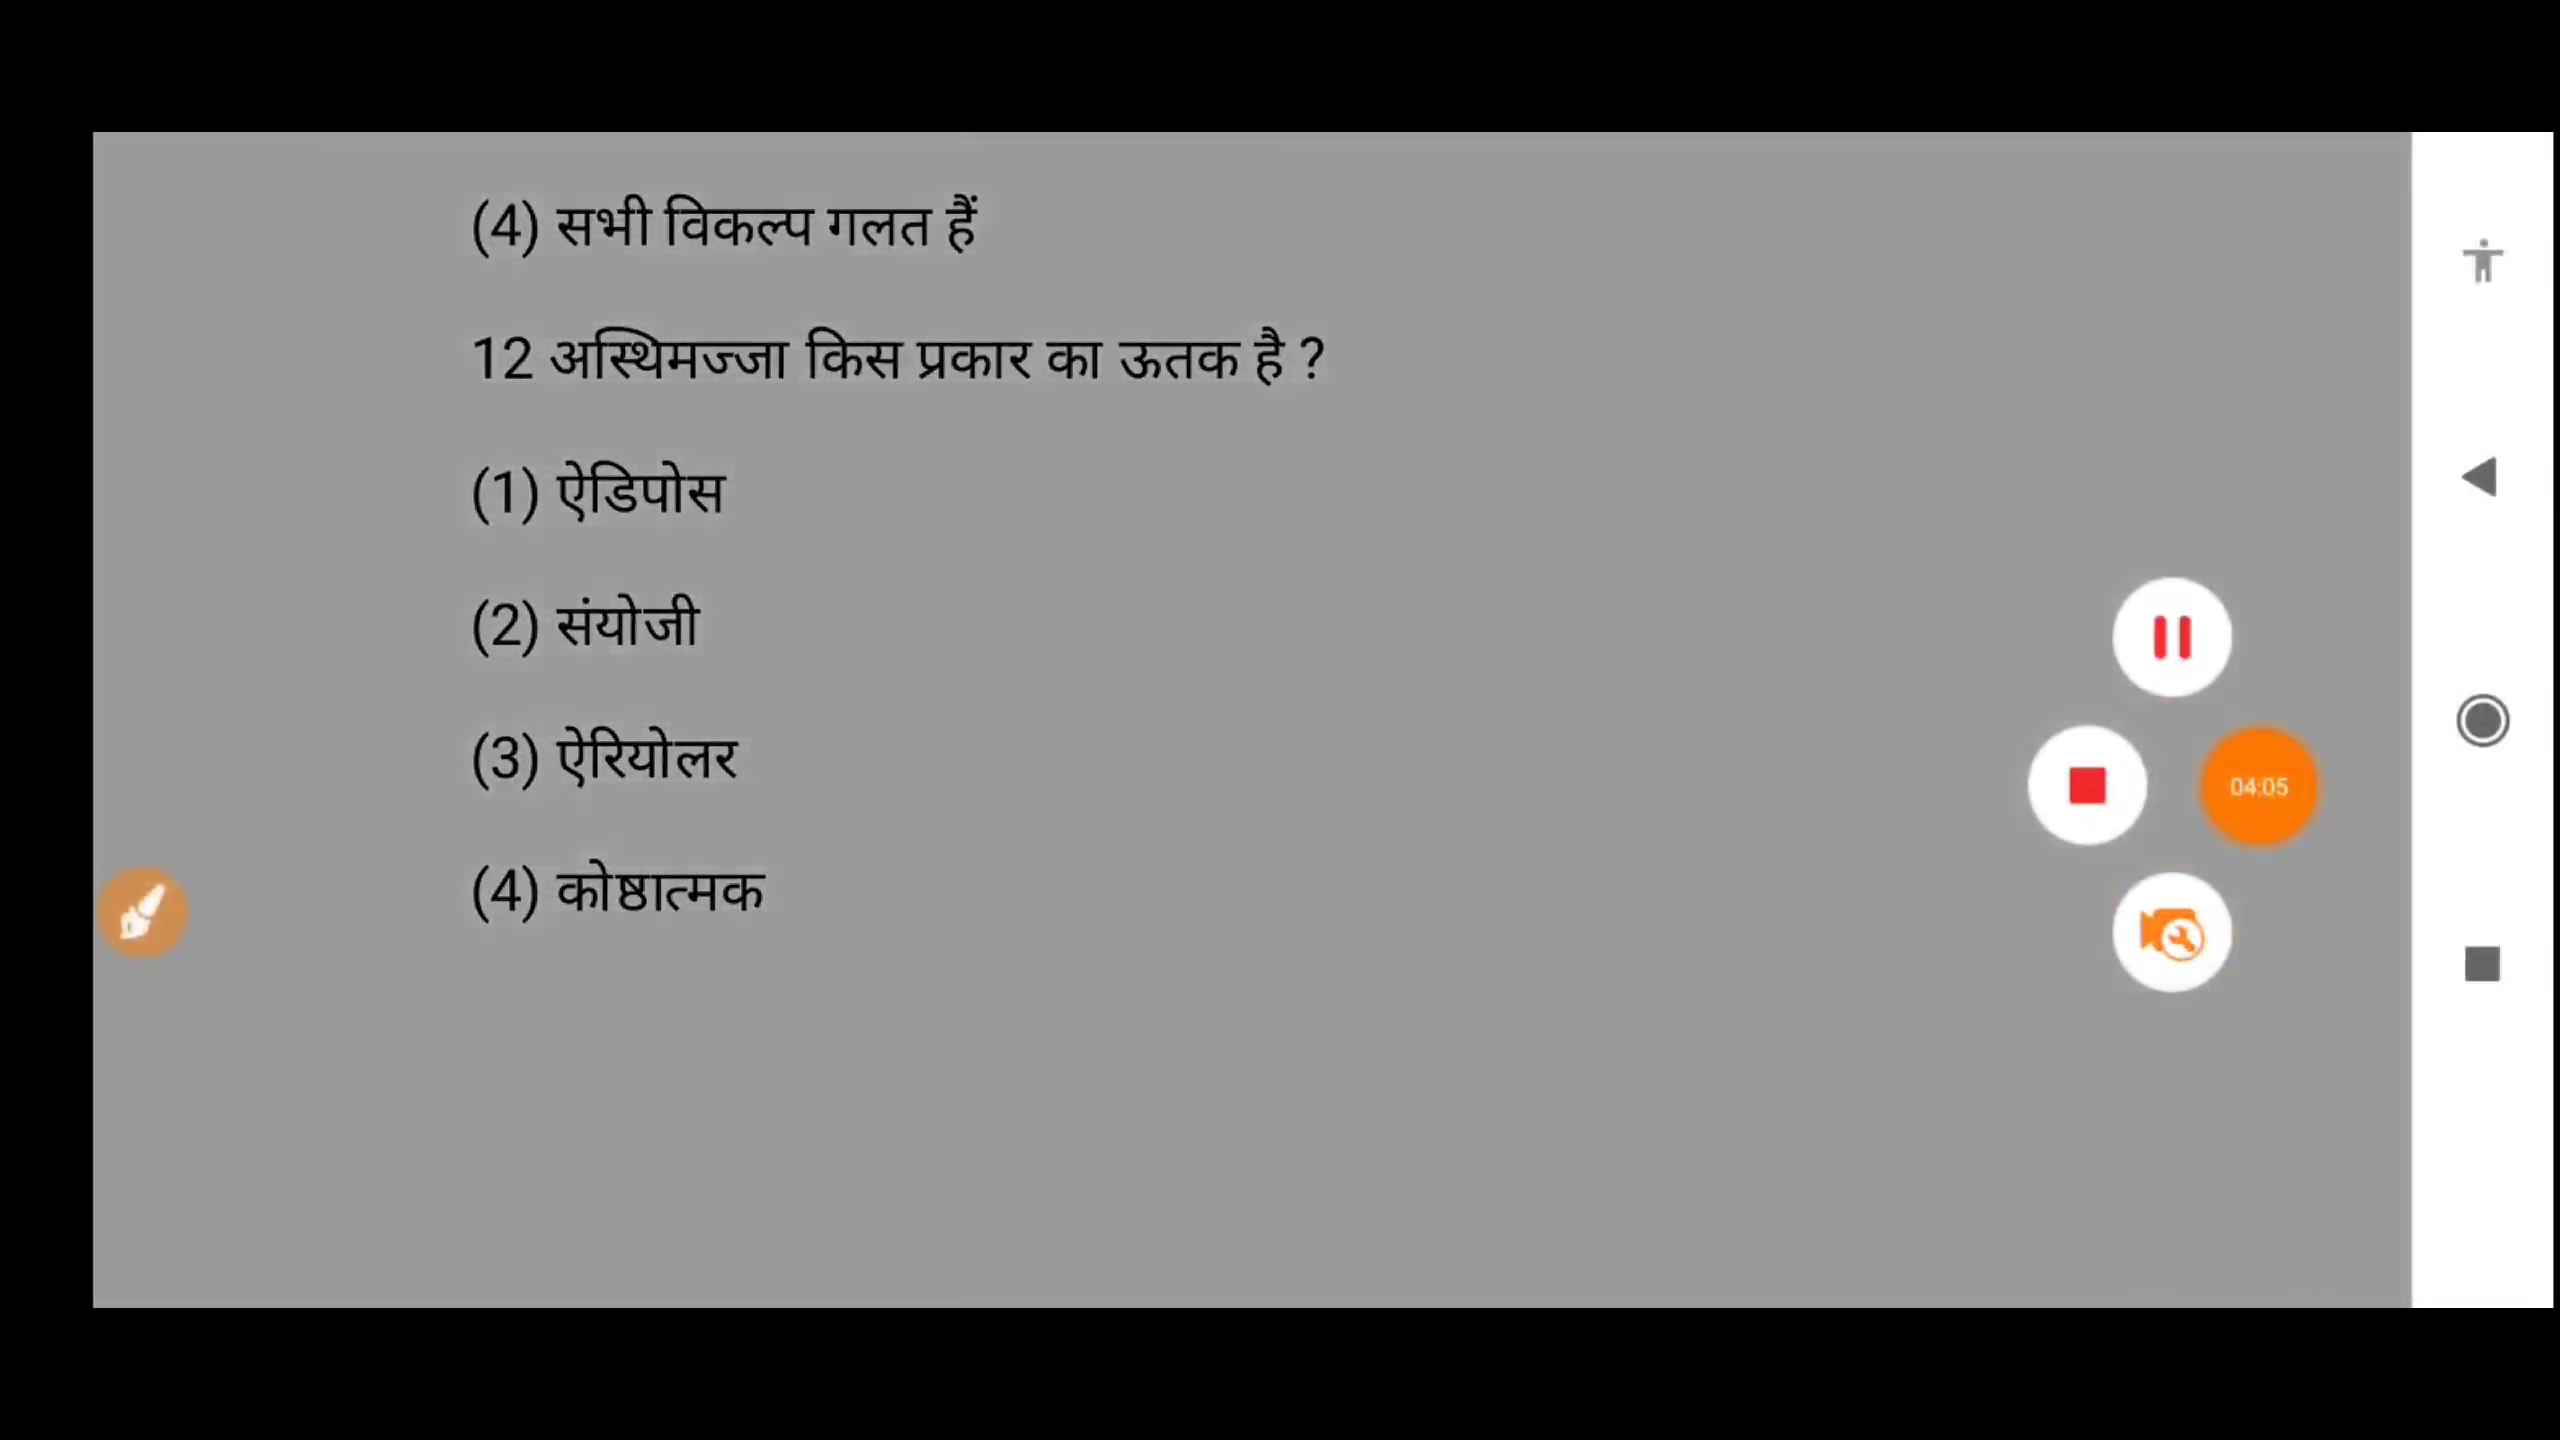 (4) सभी विकल्प गलत हैं
12 अस्थिमज्जा किस प्रकार का ऊतक है ?
(1) ऐडिपोस
(2) संयोजी
(3) ऐरियोलर
04:05
(4) कोष्ठात्मक